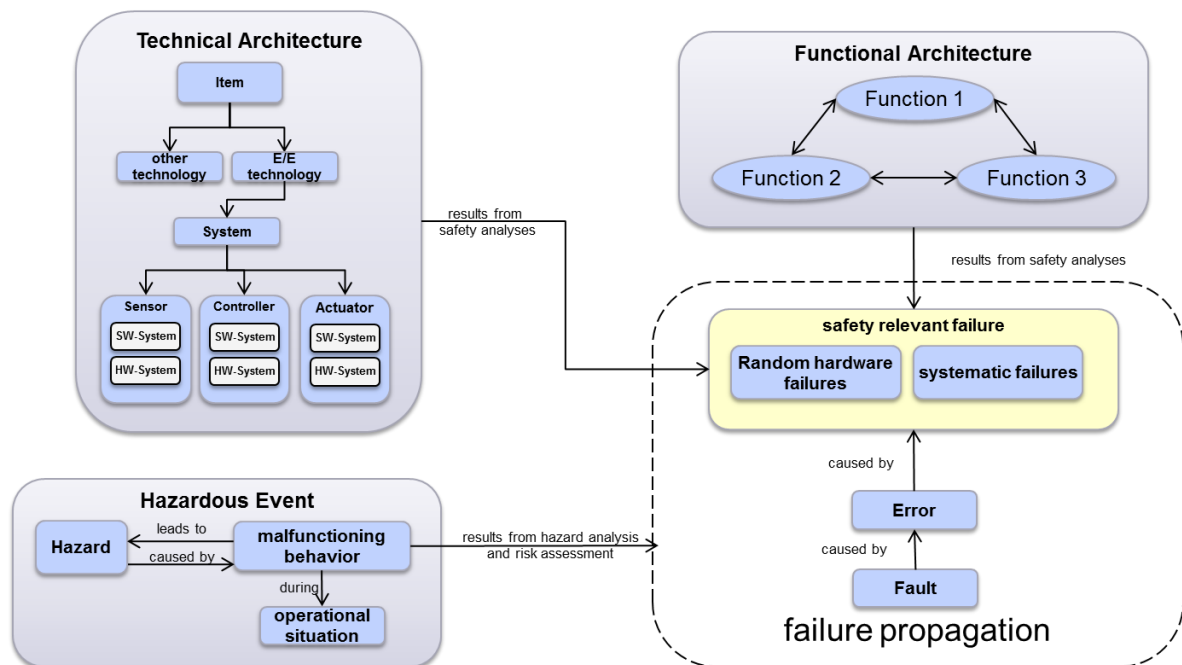 Technical Architecture
Item
other
technology
E/E
technology
System
Sensor
SW-System
HW-System
Controller
SW-System
HW-System
Actuator
SW-System
HW-System
results from
safety analyses
Functional Architecture
Function 1
Function 2
Function 3
results from safety analyses
safety relevant failure
Random hardware
failures
systematic failures
caused by
Error
caused by
Fault
failure propagation
Hazardous Event
Hazard
leads to
caused by
malfunctioning
behavior
during
operational
situation
results from hazard analysis
and risk assessment